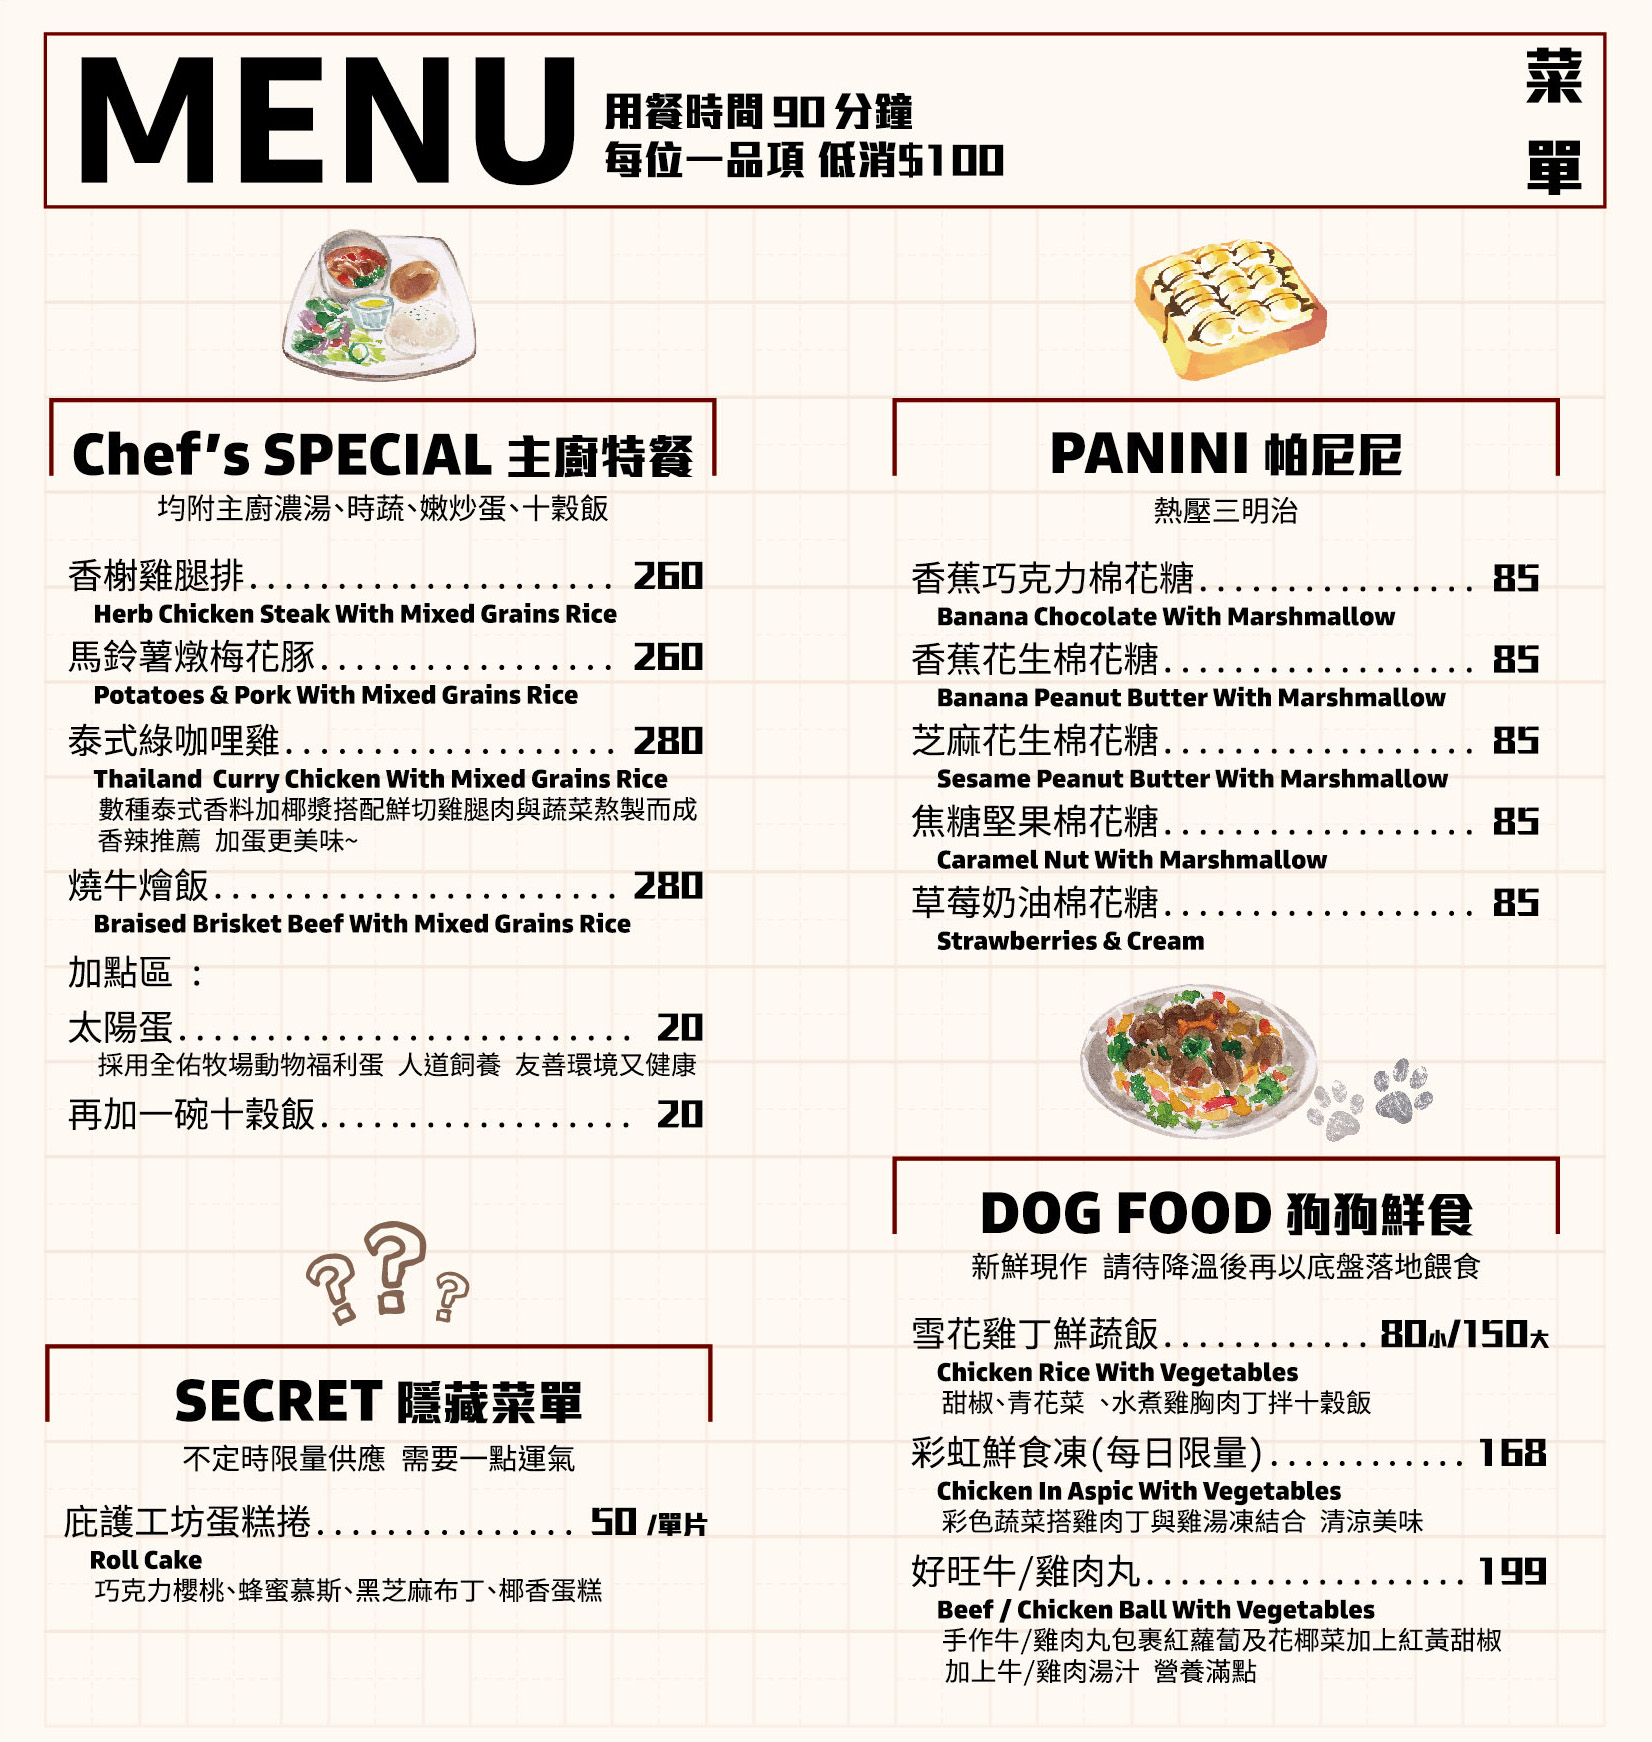 MENU
用餐時間 90 分鐘
每位一品項 低消$100
菜單
Chef's SPECIAL 主廚特餐
均附主廚濃湯、時蔬、嫩炒蛋、十穀飯
香榭雞腿排..................... 260
Herb Chicken Steak With Mixed Grains Rice
馬鈴薯燉梅花豚................. 260
Potatoes & Pork With Mixed Grains Rice
泰式綠咖哩雞................... 280
Thailand Curry Chicken With Mixed Grains Rice
數種泰式香料加椰漿搭配鮮切雞腿肉與蔬菜熬製而成
香辣推薦 加蛋更美味~
燒牛燴飯....................... 280
Braised Brisket Beef With Mixed Grains Rice
加點區 :
太陽蛋.......................... 20
採用全佑牧場動物福利蛋 人道飼養 友善環境又健康
再加一碗十穀飯.................. 20
SECRET 隱藏菜單
不定時限量供應 需要一點運氣
庇護工坊蛋糕捲............... 50 /單片
Roll Cake
巧克力櫻桃、蜂蜜慕斯、黑芝麻布丁、椰香蛋糕
PANINI 帕尼尼
熱壓三明治
香蕉巧克力棉花糖................ 85
Banana Chocolate With Marshmallow
香蕉花生棉花糖.................. 85
Banana Peanut Butter With Marshmallow
芝麻花生棉花糖.................. 85
Sesame Peanut Butter With Marshmallow
焦糖堅果棉花糖.................. 85
Caramel Nut With Marshmallow
草莓奶油棉花糖.................. 85
Strawberries & Cream
DOG FOOD 狗狗鮮食
新鮮現作 請待降溫後再以底盤落地餵食
雪花雞丁鮮蔬飯............ 80小/150大
Chicken Rice With Vegetables
甜椒、青花菜 、水煮雞胸肉丁拌十穀飯
彩虹鮮食凍(每日限量)............ 168
Chicken In Aspic With Vegetables
彩色蔬菜搭雞肉丁與雞湯凍結合 清涼美味
好旺牛/雞肉丸................... 199
Beef / Chicken Ball With Vegetables
手作牛/雞肉丸包裹紅蘿蔔及花椰菜加上紅黃甜椒
加上牛/雞肉湯汁 營養滿點